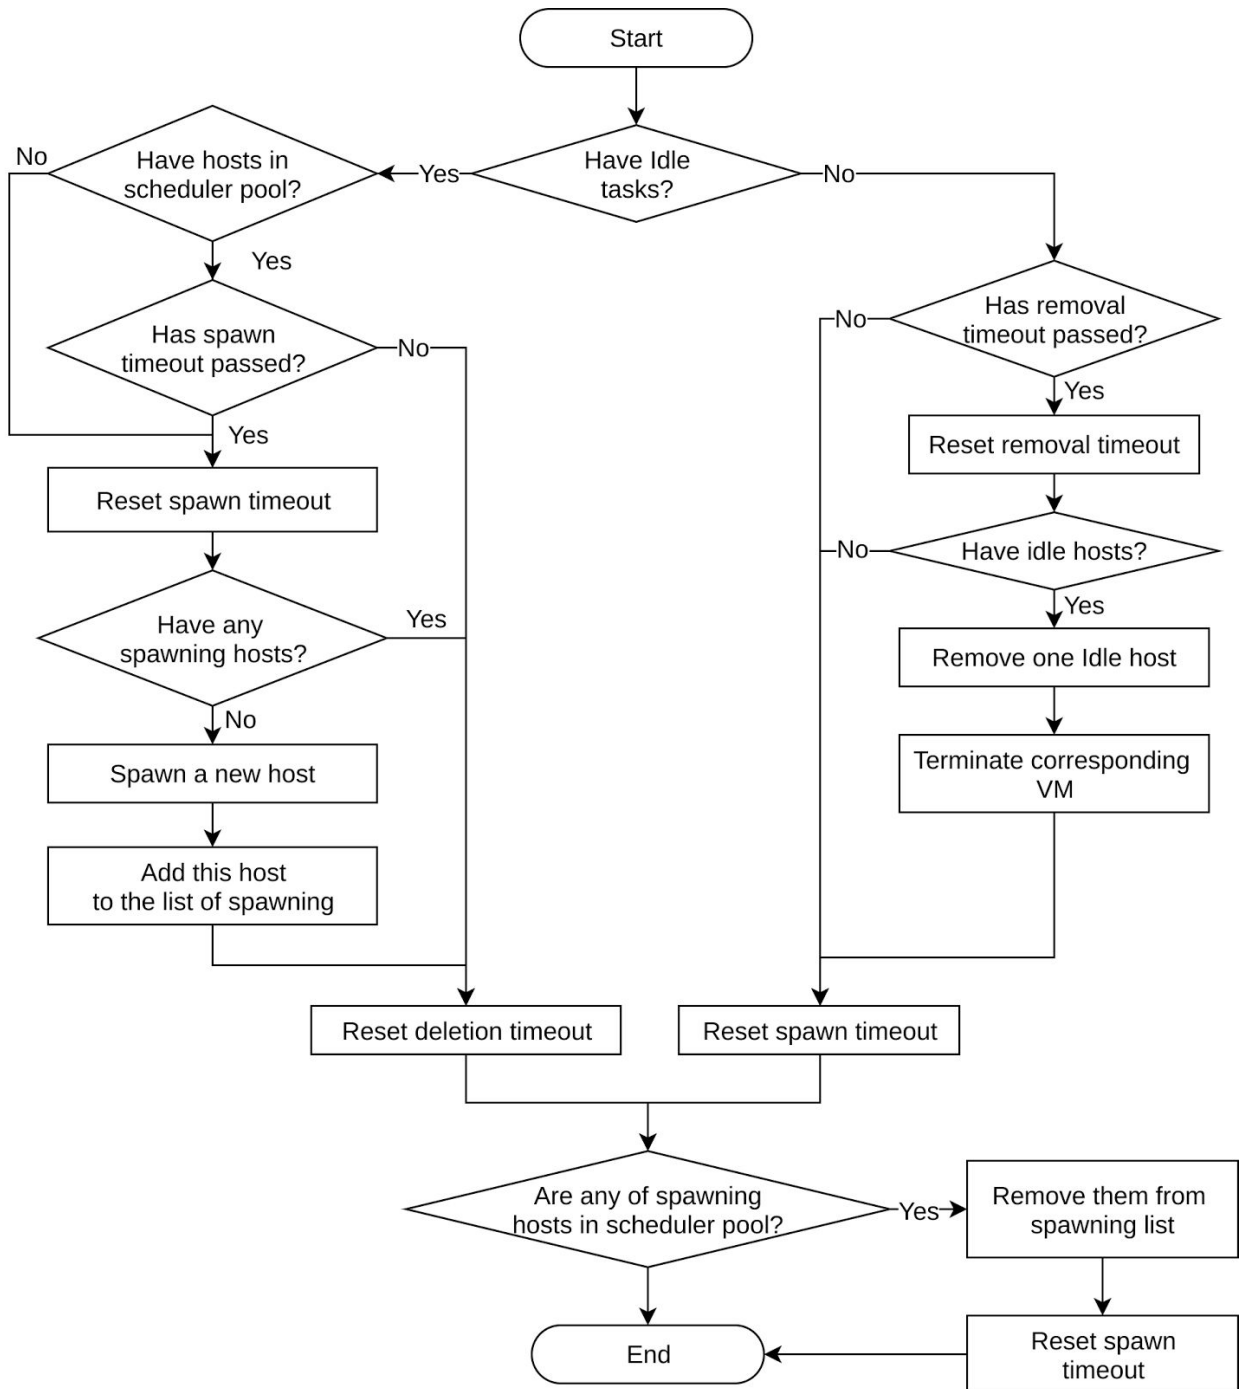 Start
Have Idle
tasks?
Yes
No
Have hosts in
scheduler pool?
No
Yes
Has spawn
timeout passed?
No
Yes
Reset spawn timeout
Have any
spawning hosts?
Yes
No
Spawn a new host
Add this host
to the list of spawning
Has removal
timeout passed?
No
Yes
Reset removal timeout
Have idle hosts?
No
Yes
Remove one Idle host
Terminate corresponding
VM
Reset deletion timeout
Reset spawn timeout
Are any of spawning
hosts in scheduler pool?
Yes
Remove them from
spawning list
Reset spawn
timeout
End